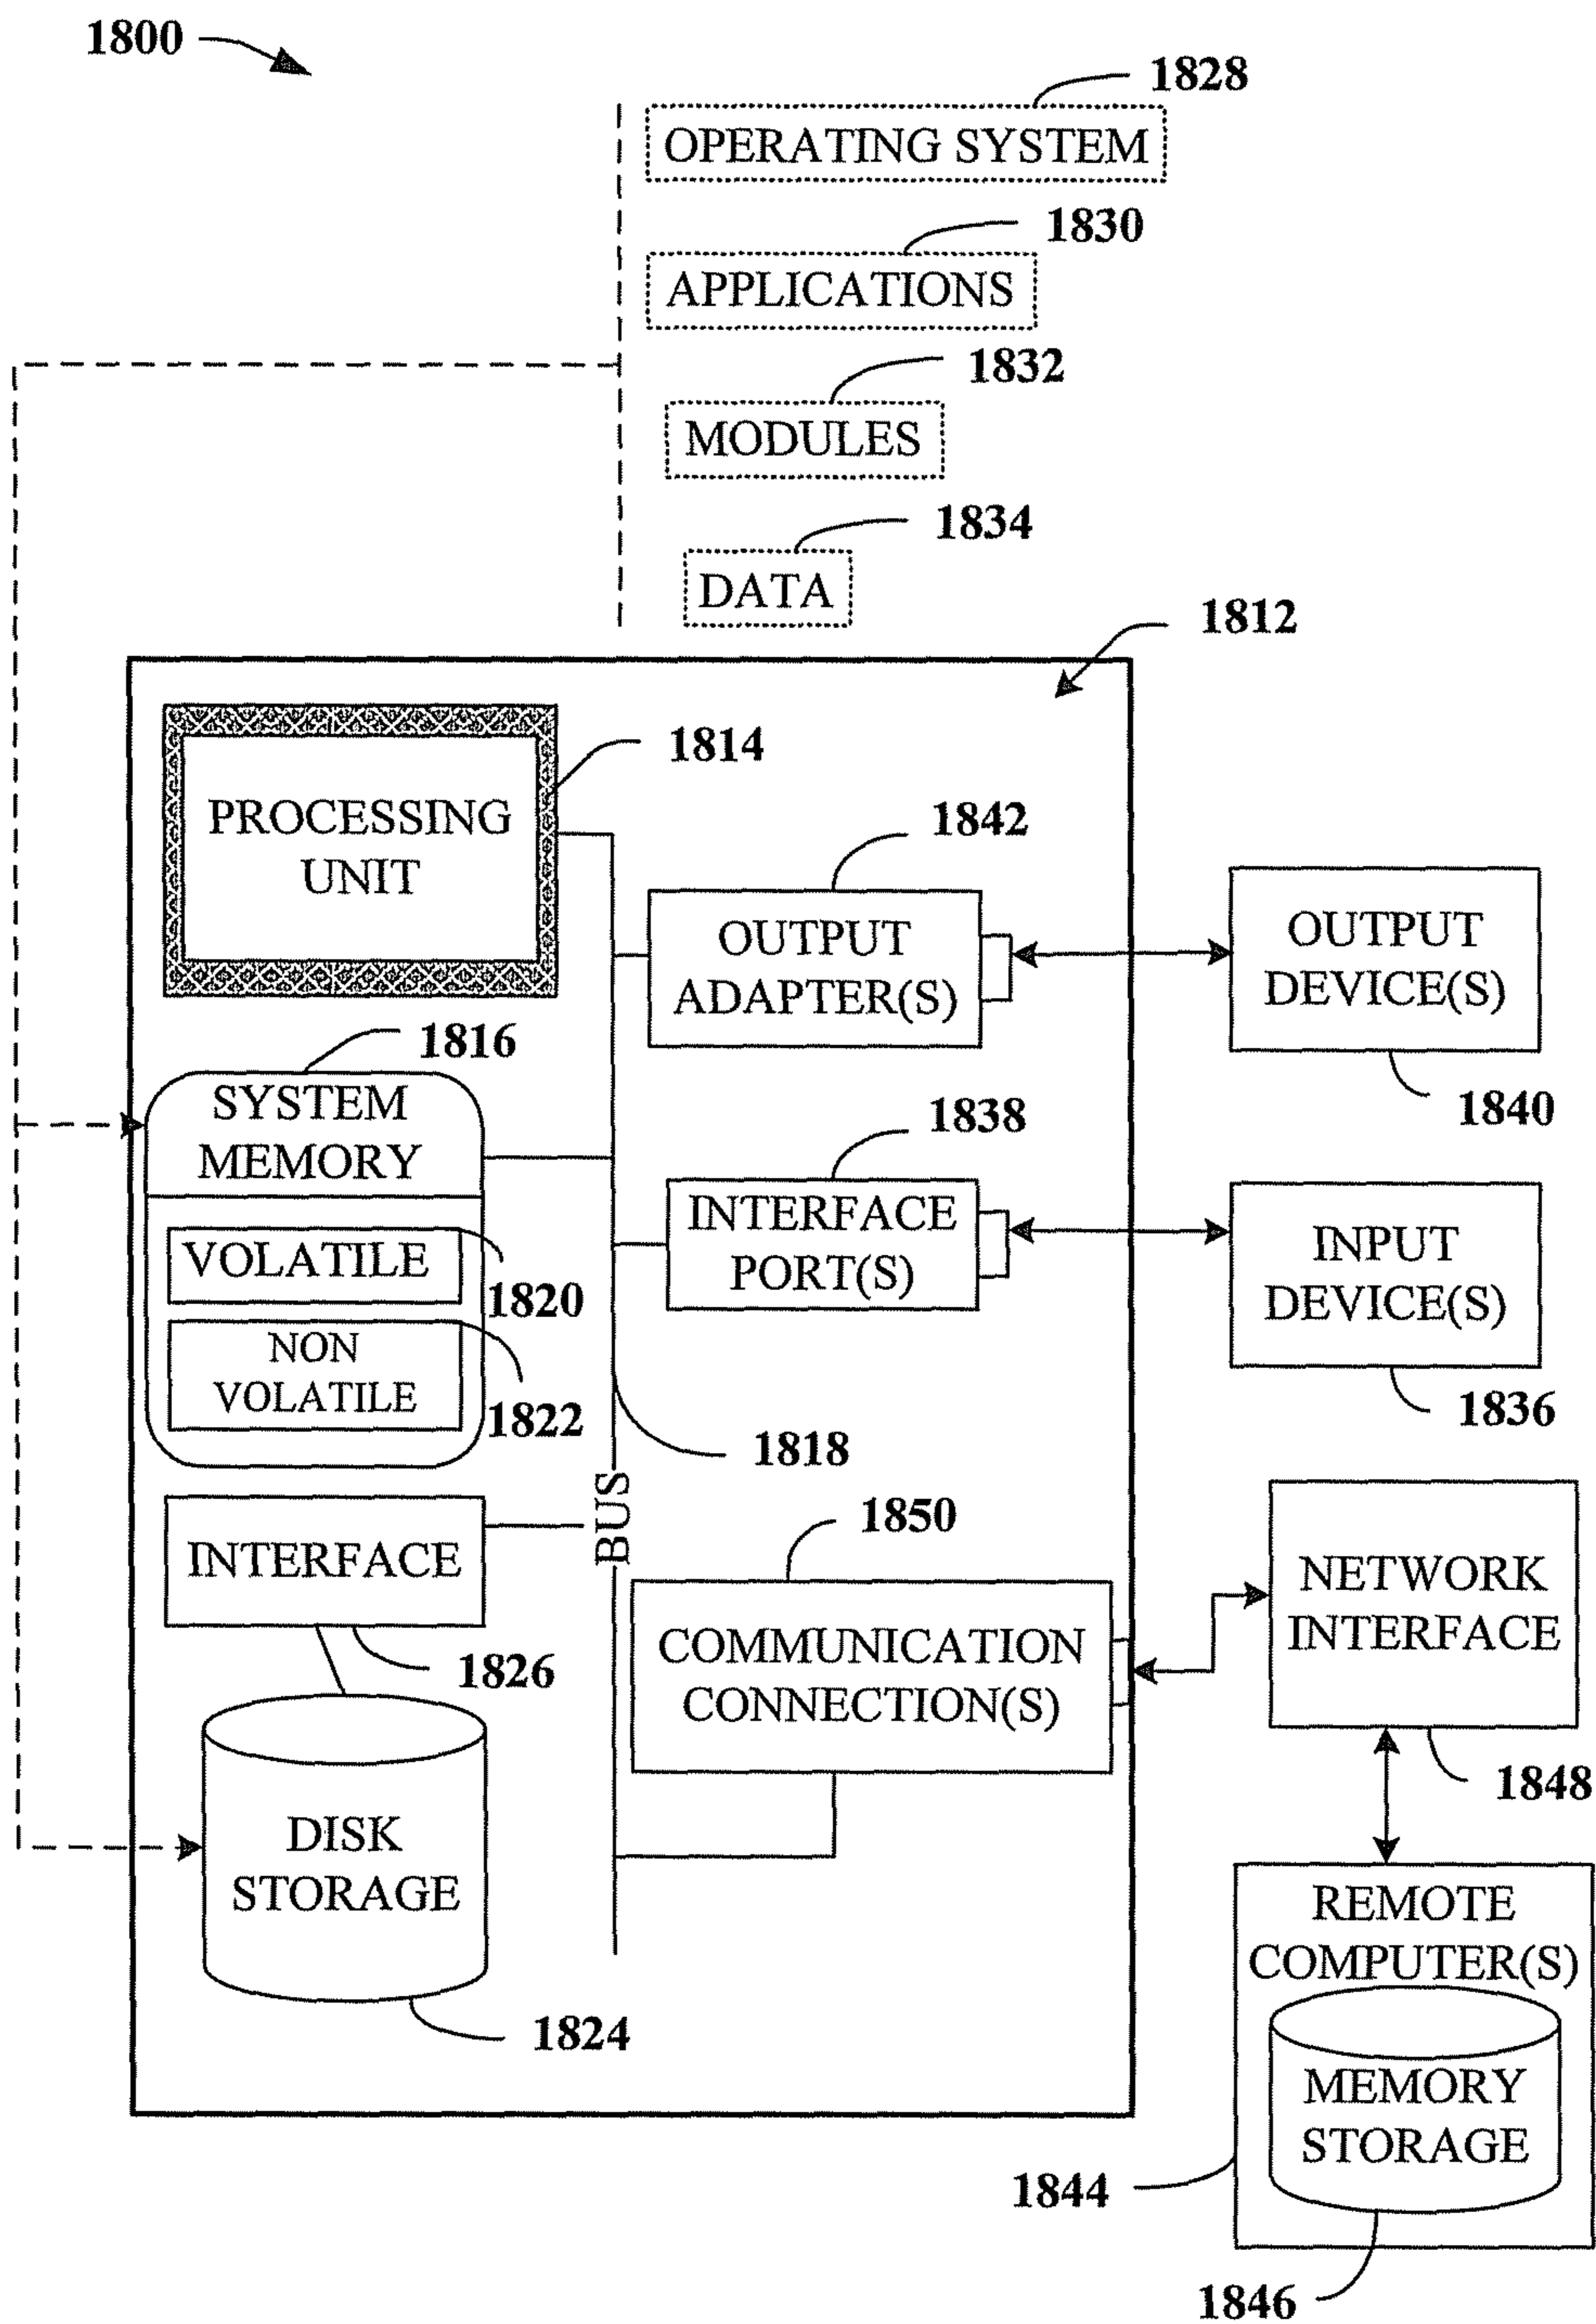 1800
1828
OPERATING SYSTEM
1830
APPLICATIONS
1832
MODULES
1834
DATA
1812
1814
PROCESSING
UNIT
1842
OUTPUT
ADAPTER(S)
OUTPUT
DEVICE(S)
1840
1816
SYSTEM
MEMORY
VOLATILE
1820
NON
VOLATILE
1822
1838
INTERFACE
PORT(S)
INPUT
DEVICE(S)
1836
1818
BUS
INTERFACE
1826
1850
COMMUNICATION
CONNECTION(S)
NETWORK
INTERFACE
1848
DISK
STORAGE
1824
REMOTE
COMPUTER(S)
MEMORY
STORAGE
1844
1846